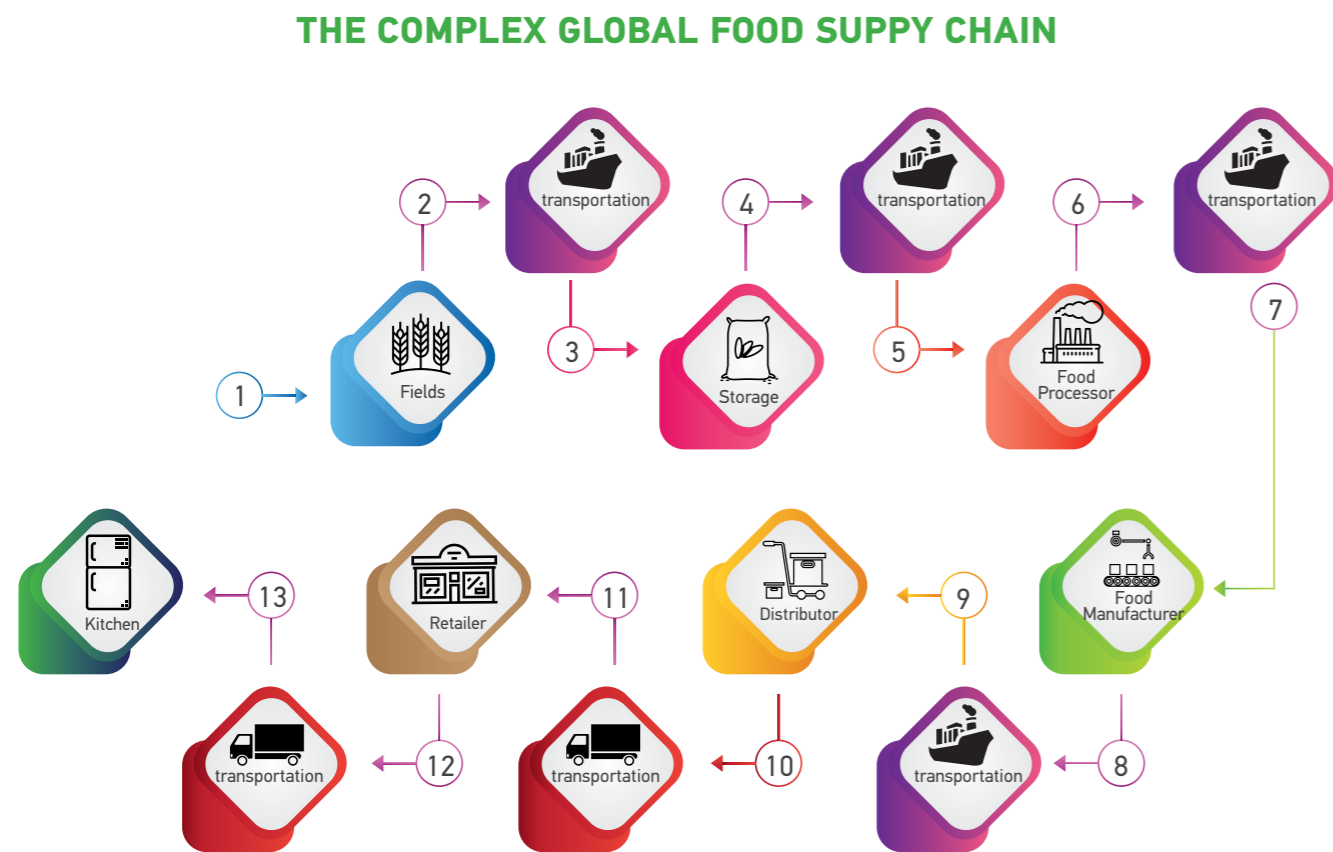 THE COMPLEX GLOBAL FOOD SUPPY CHAIN
1
Fields
2
transportation
3
Storage
4
transportation
5
Food
Processor
6
transportation
7
Food
Manufacturer
8
transportation
9
Distributor
10
transportation
11
Retailer
12
transportation
13
Kitchen